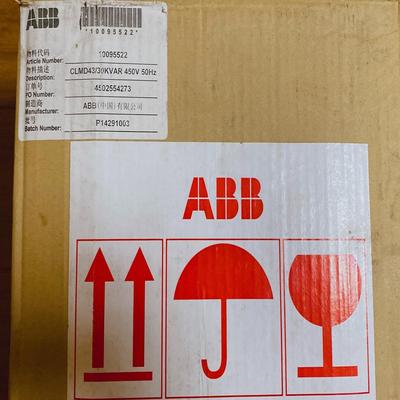 ABB
*10095522*
物料代码
Article Number: 10095522
物料描述
Description: CLMD43/30KVAR 450V 50Hz
订单号
PO Number: 4502554273
制造商
Manufacturer: ABB(中国)有限公司
批号
Batch Number: P14291003
ABB